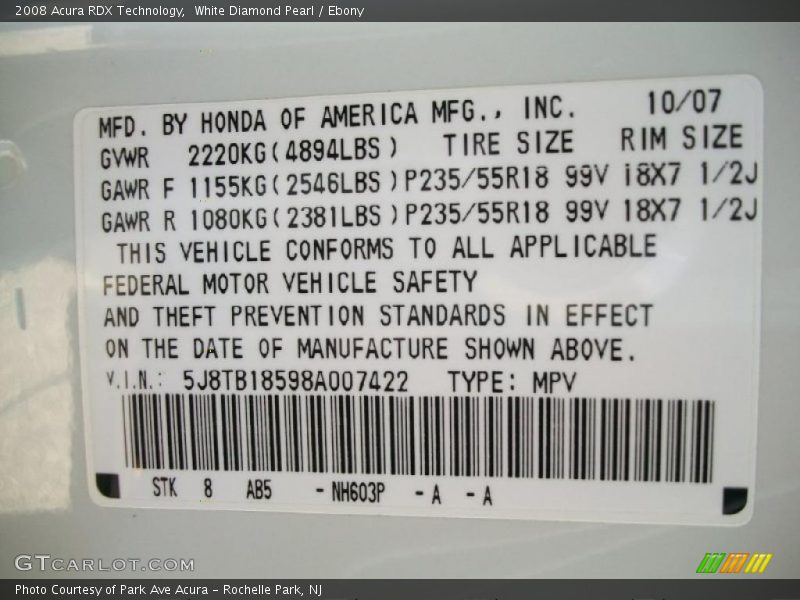 2008 Acura RDX Technology, White Diamond Pearl / Ebony
MFD. BY HONDA OF AMERICA MFG., INC. 10/07
GVWR 2220KG(4894LBS) TIRE SIZE RIM SIZE
GAWR F 1155KG(2546LBS)P235/55R18 99V 18X7 1/2J
GAWR R 1080KG(2381LBS)P235/55R18 99V 18X7 1/2J
THIS VEHICLE CONFORMS TO ALL APPLICABLE
FEDERAL MOTOR VEHICLE SAFETY
AND THEFT PREVENTION STANDARDS IN EFFECT
ON THE DATE OF MANUFACTURE SHOWN ABOVE.
V.I.N.: 5J8TB18598A007422 TYPE: MPV
STK 8 AB5 -NH603P -A -A
GTCARLOT.COM
Photo Courtesy of Park Ave Acura - Rochelle Park, NJ